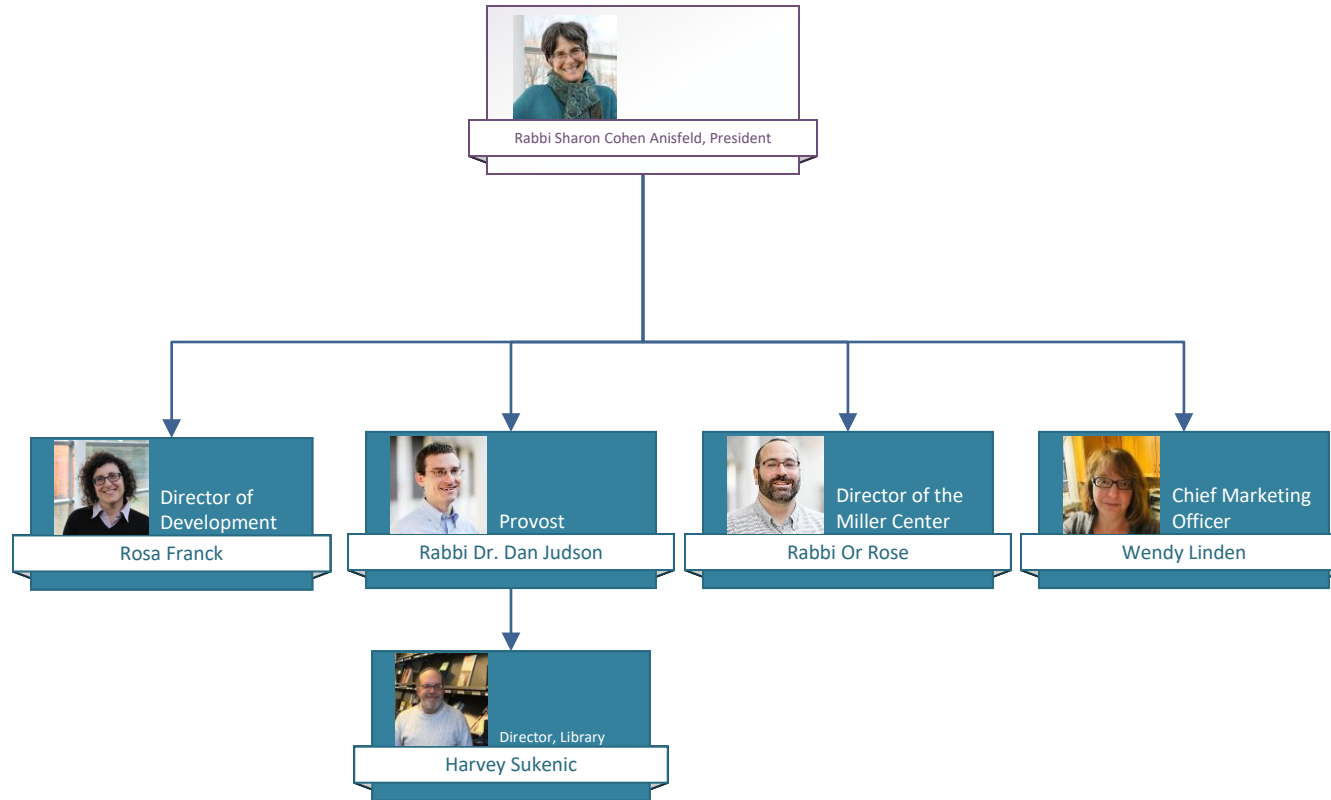 Rabbi Sharon Cohen Anisfeld, President
Director of
Development
Rosa Franck
Provost
Rabbi Dr. Dan Judson
Director of the
Miller Center
Rabbi Or Rose
Chief Marketing
Officer
Wendy Linden
Director, Library
Harvey Sukenic